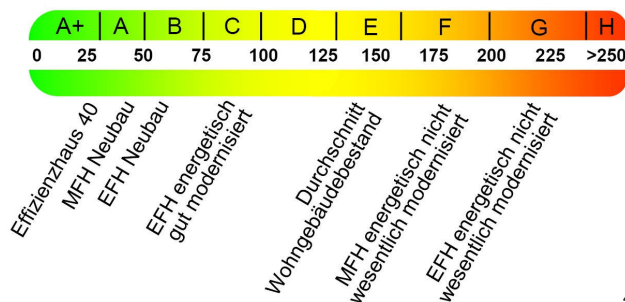 A+ A B C D E F G H
0 25 50 75 100 125 150 175 200 225 >250
Effizienzhaus 40
MFH Neubau
EFH Neubau
EFH energetisch
gut modernisiert
Durchschnitt
Wohngebäudebestand
MFH energetisch nicht
wesentlich modernisiert
EFH energetisch nicht
wesentlich modernisiert